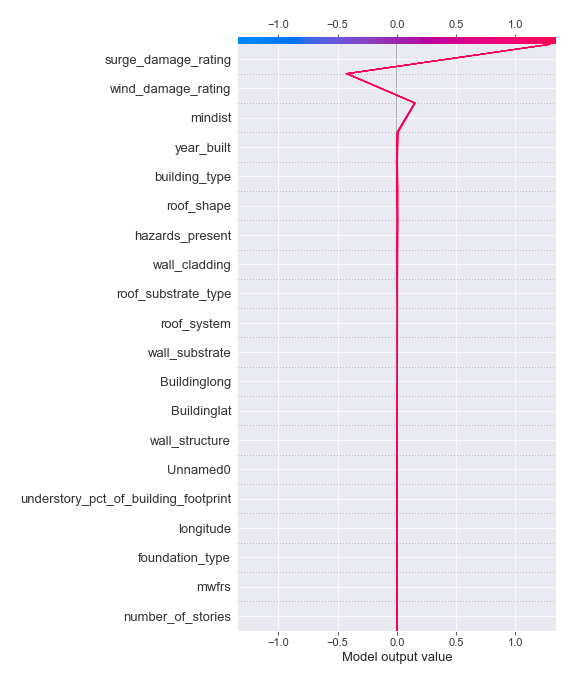 −1.0 −0.5 0.0 0.5 1.0
surge_damage_rating
wind_damage_rating
mindist
year_built
building_type
roof_shape
hazards_present
wall_cladding
roof_substrate_type
roof_system
wall_substrate
Buildinglong
Buildinglat
wall_structure
Unnamed0
understory_pct_of_building_footprint
longitude
foundation_type
mwfrs
number_of_stories
−1.0 −0.5 0.0 0.5 1.0
Model output value